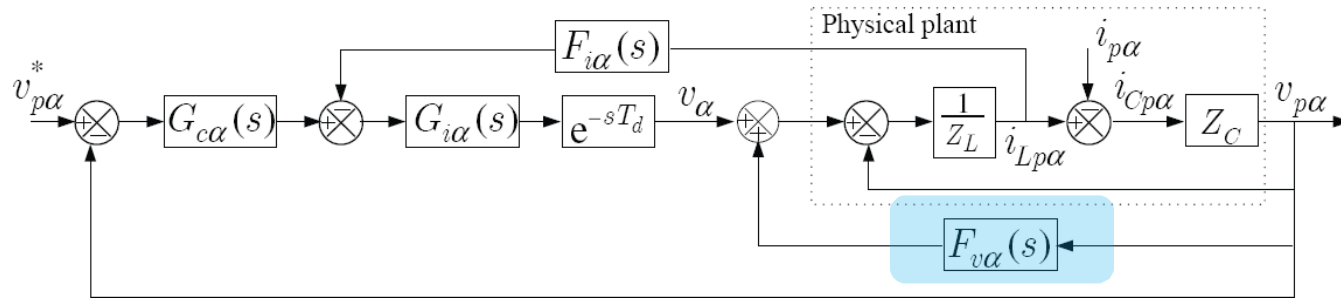 Physical plant
F_{iα}(s)
i_{pα}
v^*_{pα}
G_{cα}(s)
G_{iα}(s)
e^{-sT_d}
v_α
1/Z_L
i_{Lpα}
i_{Cpα}
Z_C
v_{pα}
F_{vα}(s)